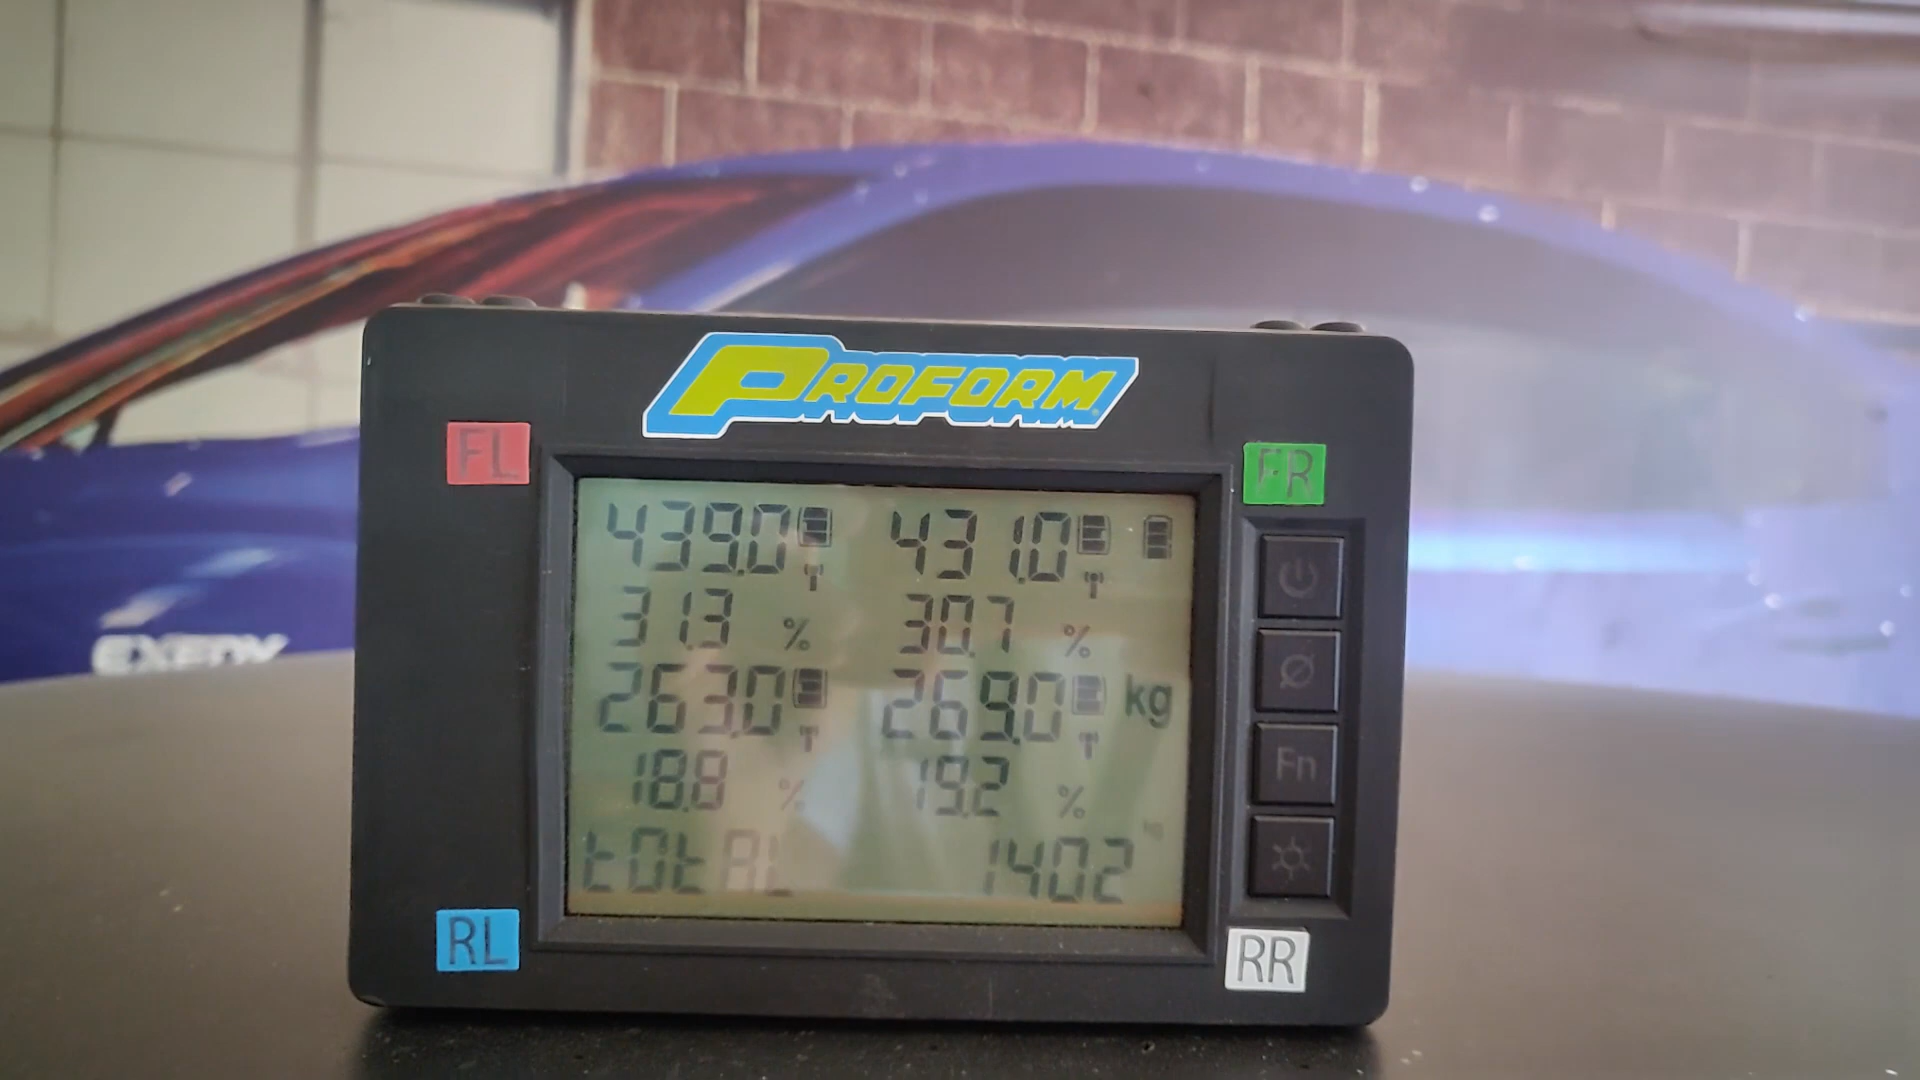 PROFORM
FL
FR
439.0 431.0
31.3 % 30.7 %
263.0 269.0 kg
18.8 % 19.2 %
Fn
tOtAL 1402
RL
RR
EXEDY